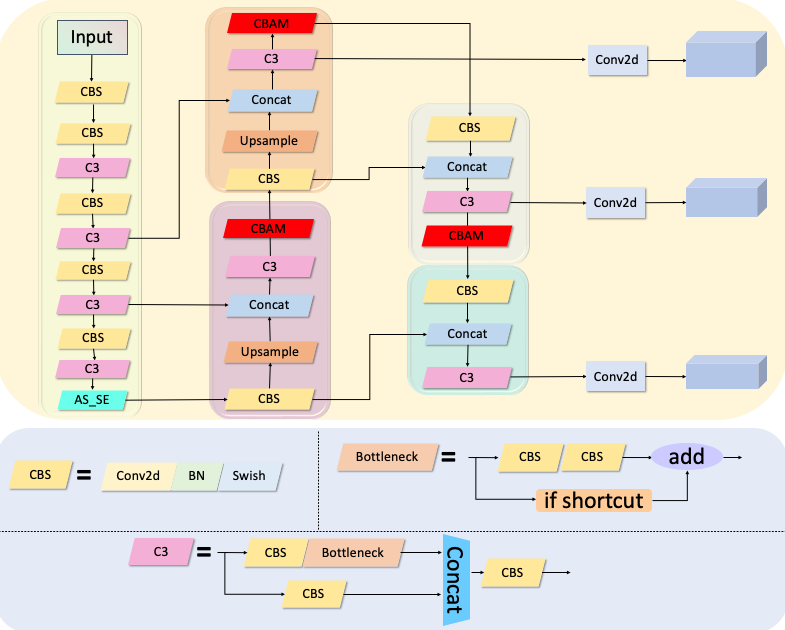 Input
CBS
CBS
C3
CBS
C3
CBS
C3
CBS
C3
AS_SE
CBAM
C3
Concat
Upsample
CBS
CBAM
C3
Concat
Upsample
CBS
CBS
Concat
C3
CBAM
CBS
Concat
C3
Conv2d
Conv2d
Conv2d
CBS = Conv2d BN Swish
Bottleneck = CBS CBS add
if shortcut
C3 = CBS Bottleneck Concat CBS
CBS